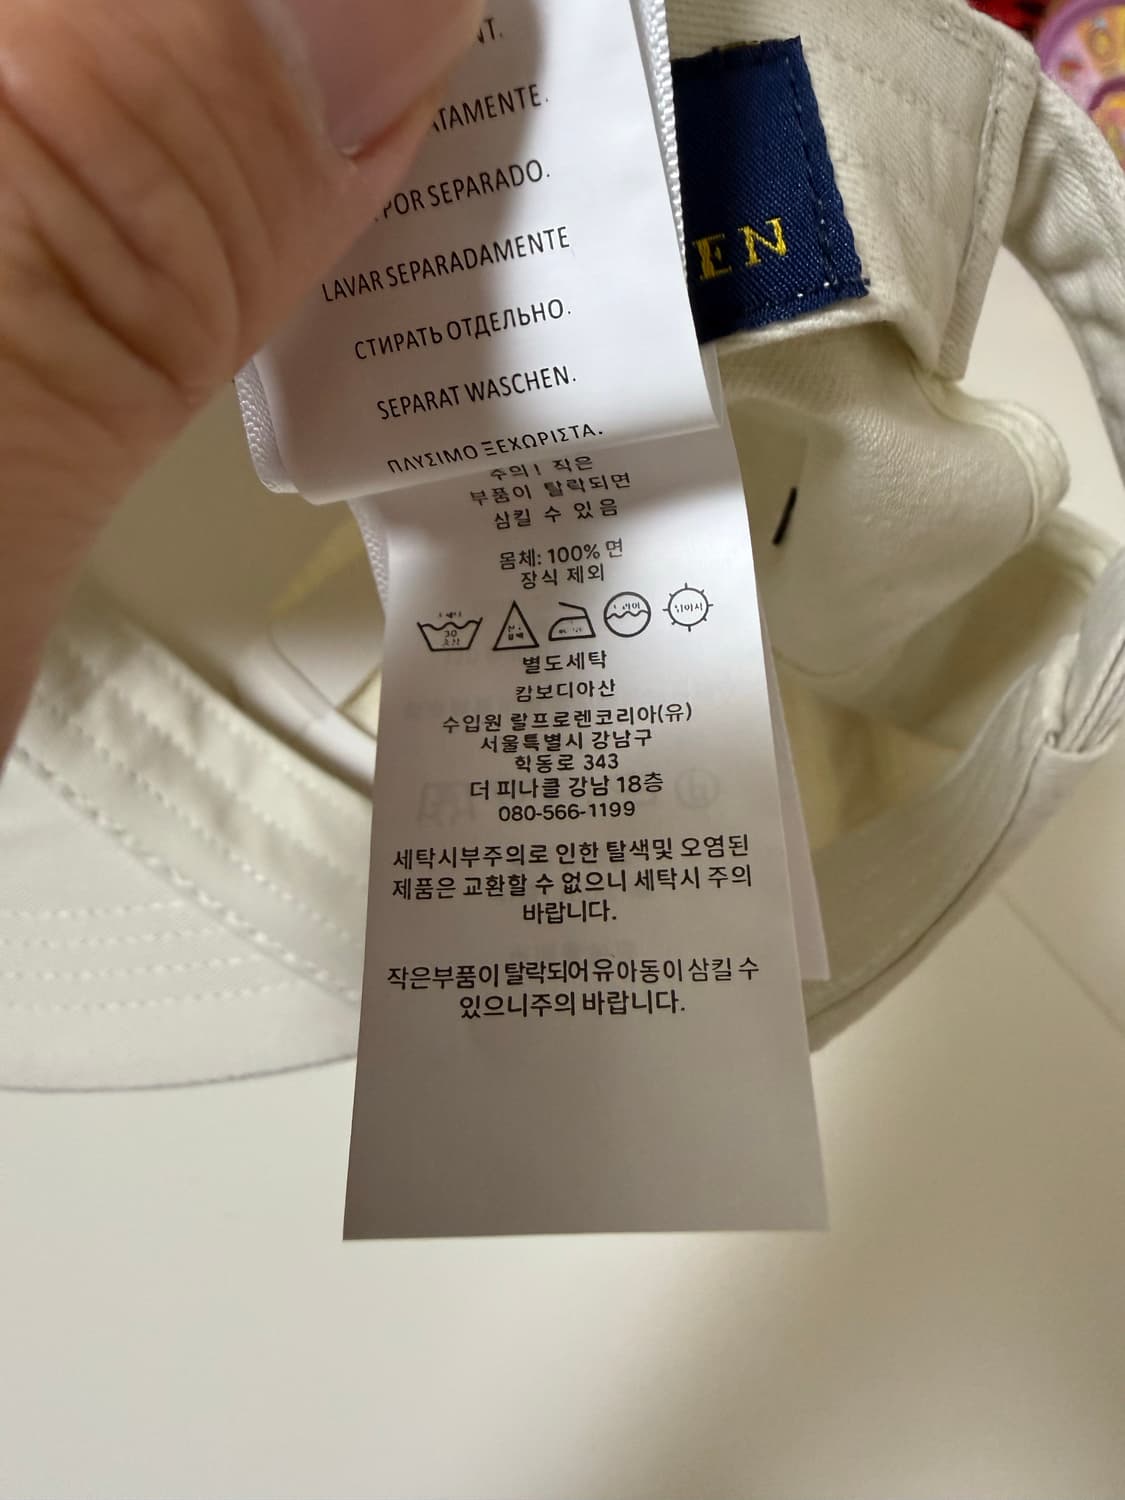 NT.
ATAMENTE.
POR SEPARADO.
LAVAR SEPARADAMENTE
СТИРАТЬ ОТДЕЛЬНО.
SEPARAT WASCHEN.
ΠΛΥΣΙΜΟ ΞΕΧΩΡΙΣΤΑ.
EN
주의! 작은
부품이 탈락되면
삼킬 수 있음
몸체: 100% 면
장식 제외
30
별도세탁
캄보디아산
수입원 랄프로렌코리아(유)
서울특별시 강남구
학동로 343
더 피나클 강남 18층
080-566-1199
세탁시부주의로 인한 탈색및 오염된
제품은 교환할 수 없으니 세탁시 주의
바랍니다.
작은부품이 탈락되어유아동이 삼킬 수
있으니주의 바랍니다.